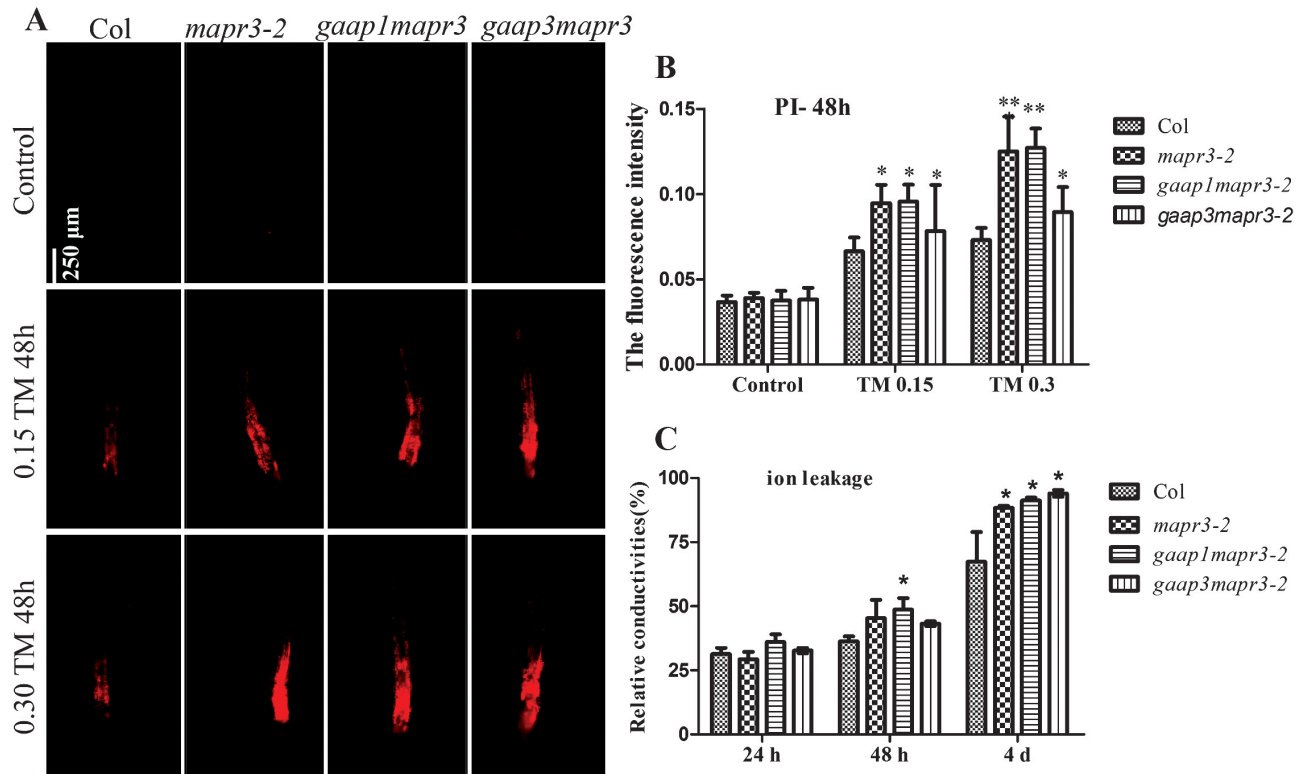 A
Col mapr3-2 gaap1mapr3 gaap3mapr3
Control
250 µm
0.15 TM 48h
0.30 TM 48h
B
PI- 48h
The fluorescence intensity
0.15
0.10
0.05
0.00
* * *
** ** *
*
Control TM 0.15 TM 0.3
Col
mapr3-2
gaap1mapr3-2
gaap3mapr3-2
C
ion leakage
Relative conductivities(%)
100
75
50
25
0
*
* * *
24 h 48 h 4 d
Col
mapr3-2
gaap1mapr3-2
gaap3mapr3-2